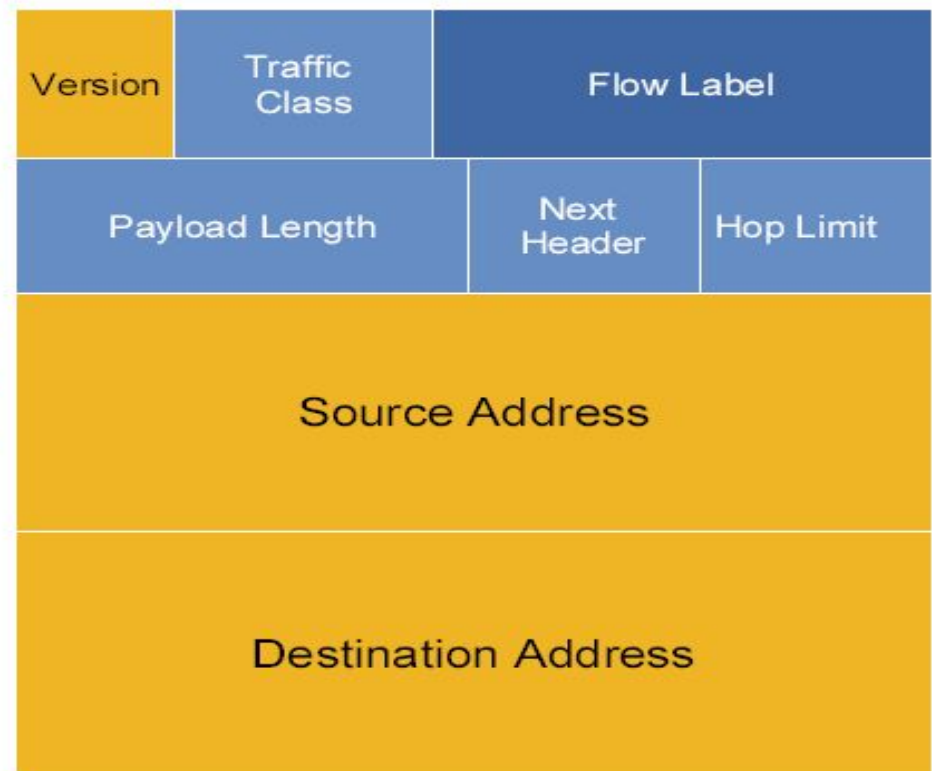 Version
Traffic
Class
Flow Label
Payload Length
Next
Header
Hop Limit
Source Address
Destination Address